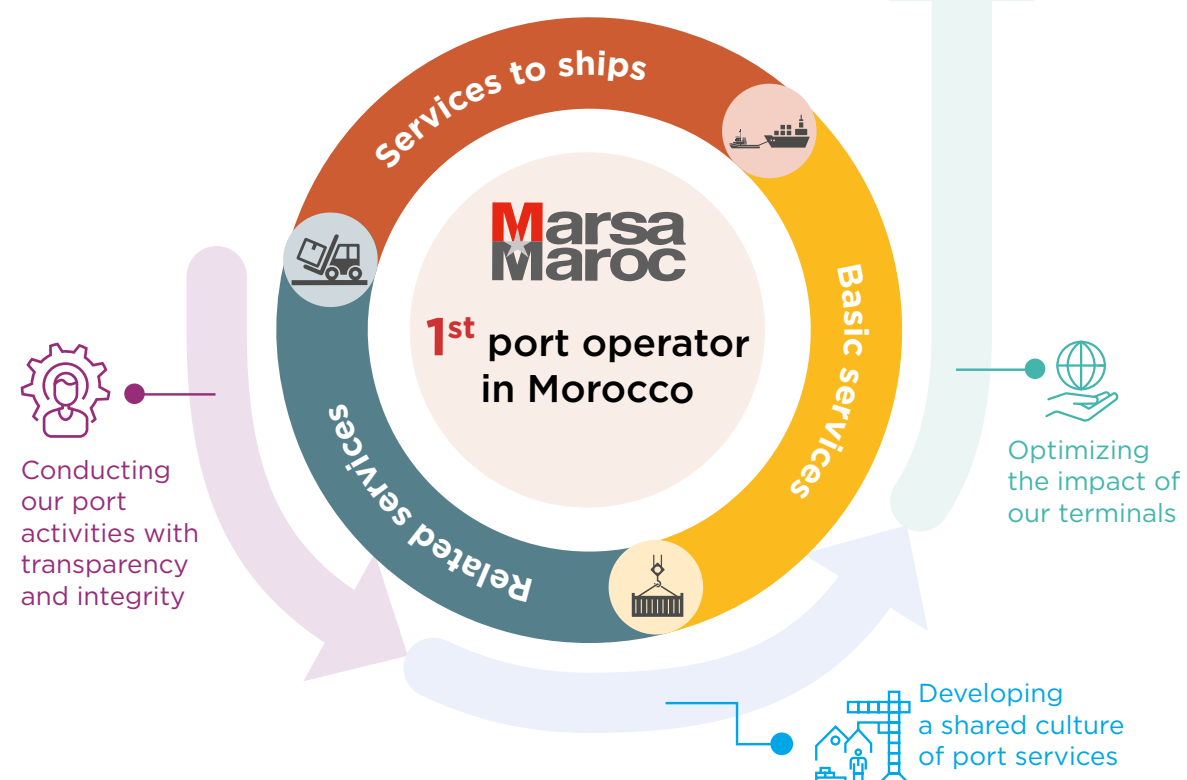 Services to ships
Marsa
Maroc
1st port operator
in Morocco
Basic services
Related services
Conducting
our port
activities with
transparency
and integrity
Optimizing
the impact of
our terminals
Developing
a shared culture
of port services